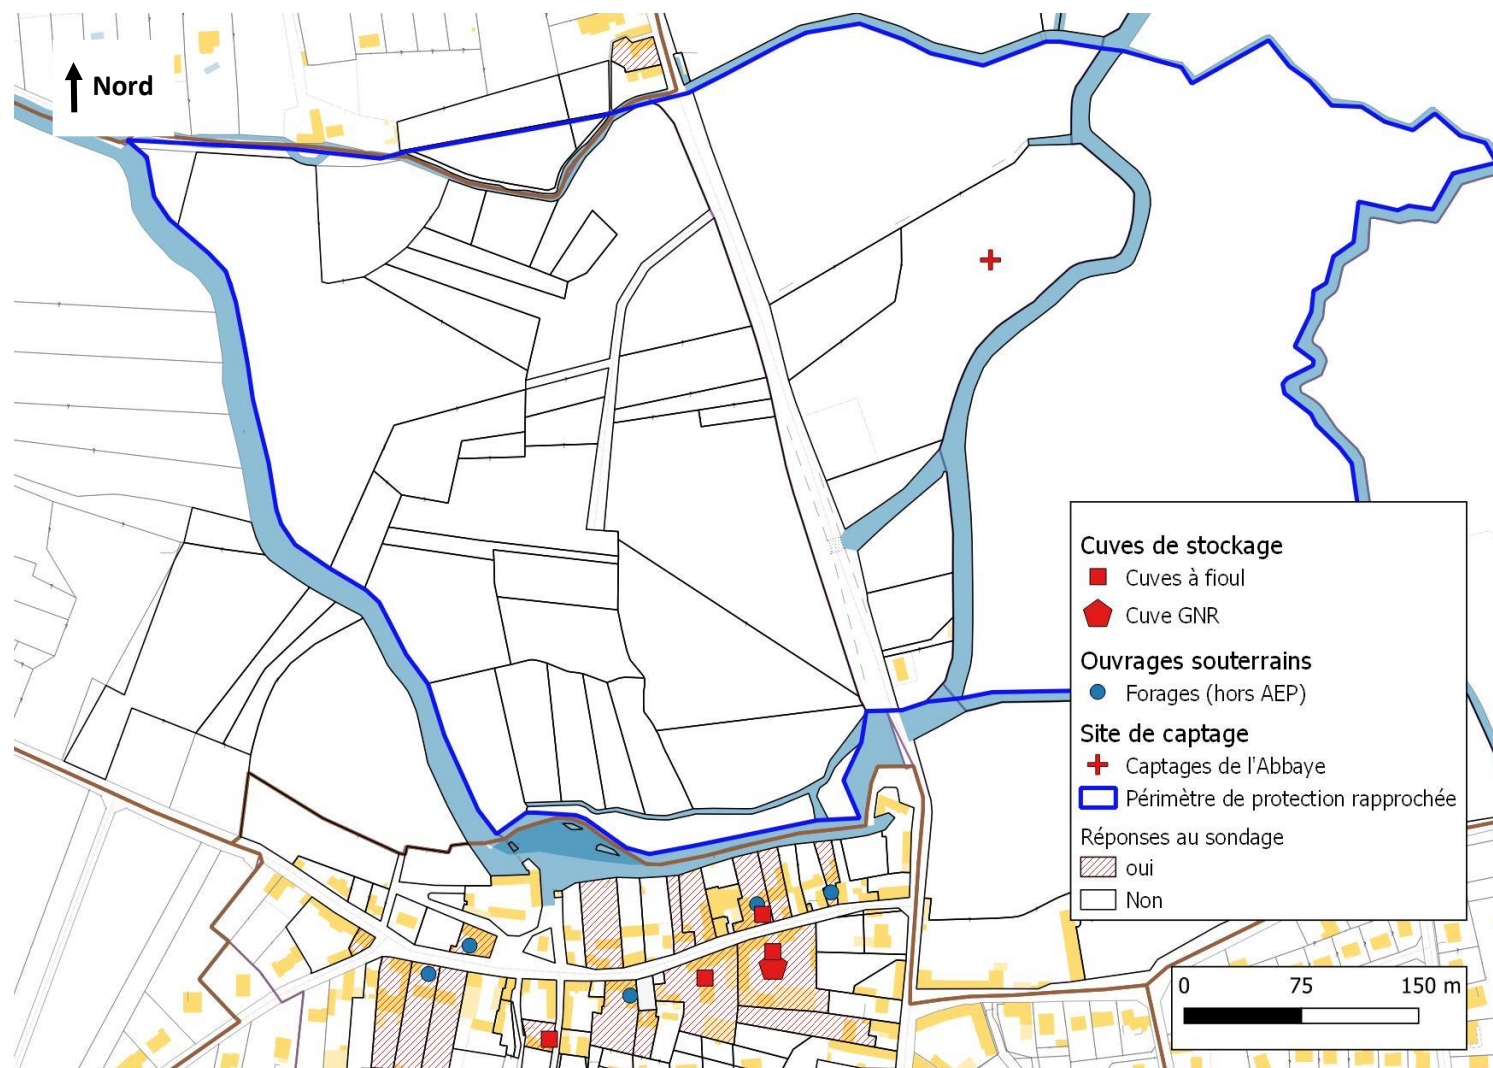 Nord
Cuves de stockage
Cuves à fioul
Cuve GNR
Ouvrages souterrains
Forages (hors AEP)
Site de captage
Captages de l'Abbaye
Périmètre de protection rapprochée
Réponses au sondage
oui
Non
0 75 150 m